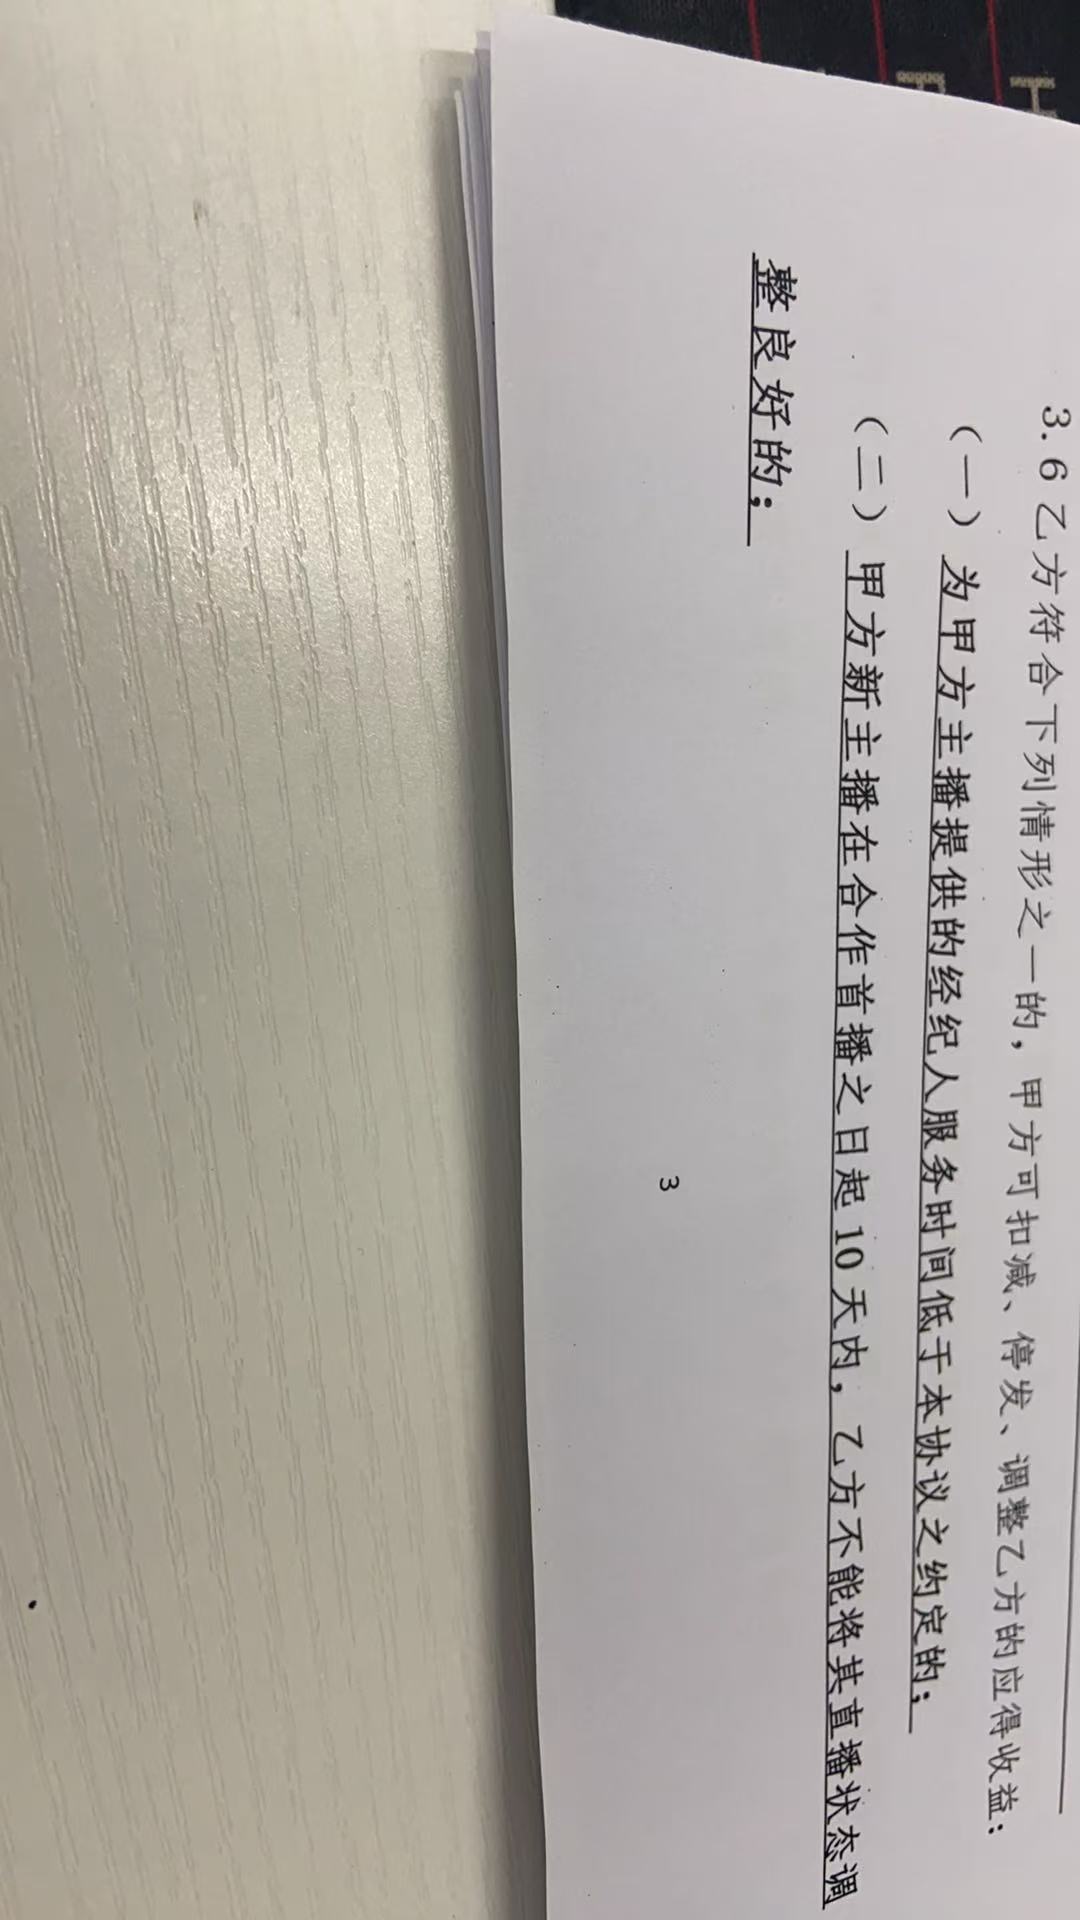 3.6 乙方符合下列情形之一的，甲方可扣减、停发、调整乙方的应得收益：
（一）为甲方主播提供的经纪人服务时间低于本协议之约定的；
（二）甲方新主播在合作首播之日起 10 天内，乙方不能将其直播状态调
整良好的；
3